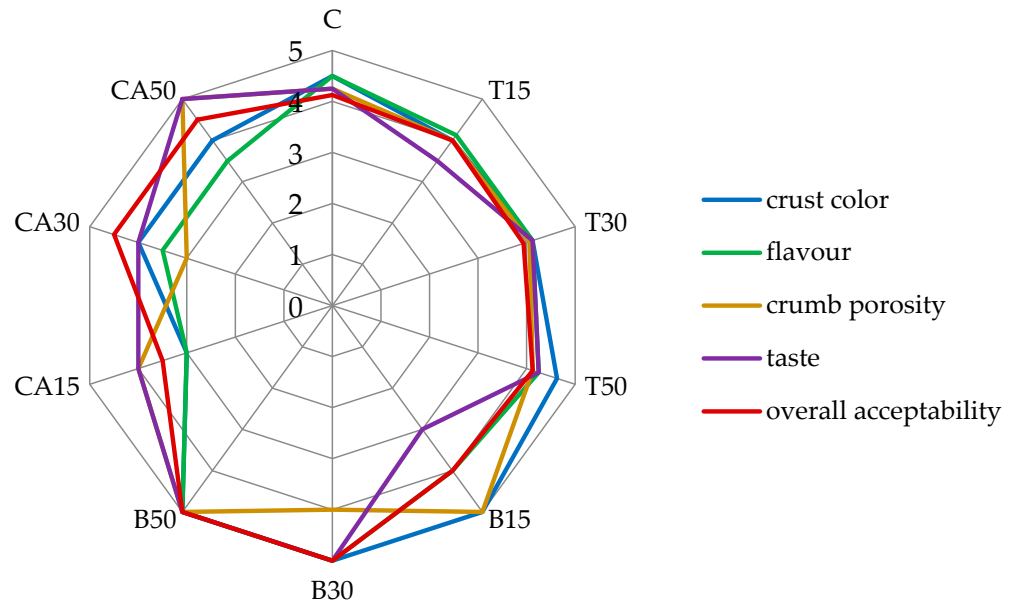 C
T15
T30
T50
B15
B30
B50
CA15
CA30
CA50
5
4
3
2
1
0
crust color
flavour
crumb porosity
taste
overall acceptability